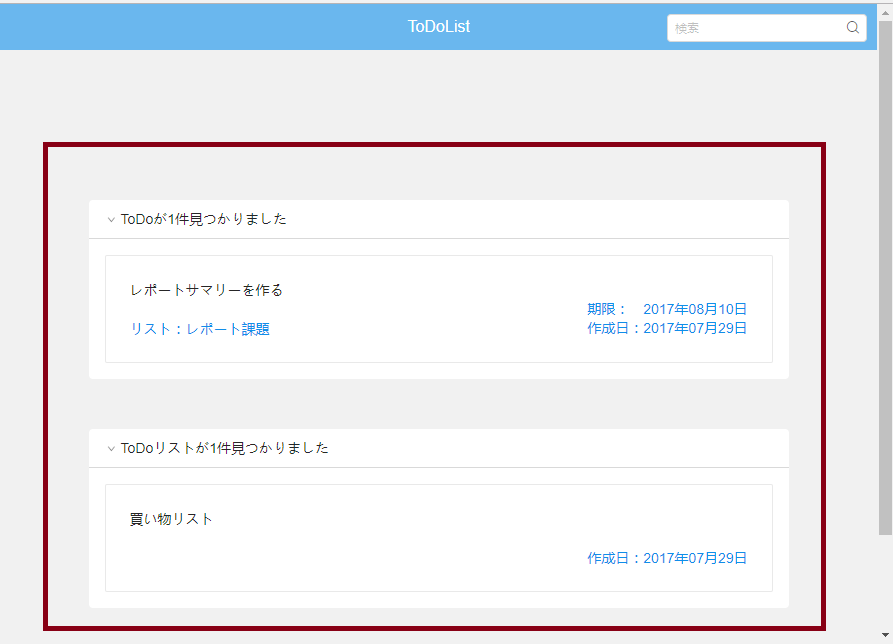 ToDoList
検索
ToDoが1件見つかりました
レポートサマリーを作る
期限： 2017年08月10日
リスト：レポート課題
作成日：2017年07月29日
ToDoリストが1件見つかりました
買い物リスト
作成日：2017年07月29日